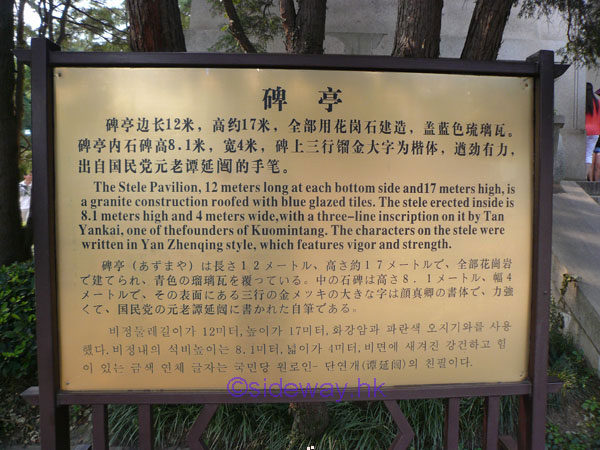 碑亭
碑亭边长12米，高约17米，全部用花岗石建造，盖蓝色琉璃瓦。
碑亭内石碑高8.1米，宽4米，碑上三行镏金大字为楷体，遒劲有力，
出自国民党元老谭延闿的手笔。
The Stele Pavilion, 12 meters long at each bottom side and17 meters high, is
a granite construction roofed with blue glazed tiles. The stele erected inside is
8.1 meters high and 4 meters wide,with a three-line inscription on it by Tan
Yankai, one of thefounders of Kuomintang. The characters on the stele were
written in Yan Zhenqing style, which features vigor and strength.
碑亭（あずまや）は長さ１２メートル、高さ約１７メートルで、全部花崗岩
で建てられ、青色の瑠璃瓦を覆っている。中の石碑は高さ８．１メートル、幅４
メートルで、その表面にある三行の金メッキの大きな字は顔真卿の書体で、力強
くて、国民党の元老譚延闿に書かれた自筆である。
비정둘레길이가 12미터,높이가 17미터,화강암과 파란색 오지기와를 사용
했다.비정내의 석비높이는 8.1미터,넓이가 4미터,비면에 새겨진 강건하고 힘
이 있는 금색 인체 글자는 국민당 원로인- 단연개(谭延闿)의 친필이다.
©sideway.hk